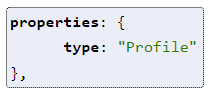 properties: {
      type: "Profile"
},